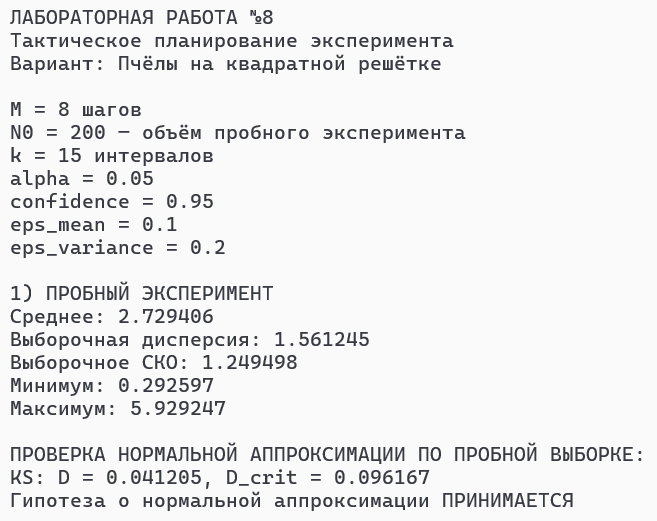 ЛАБОРАТОРНАЯ РАБОТА №8
Тактическое планирование эксперимента
Вариант: Пчёлы на квадратной решётке
M = 8 шагов
N0 = 200 — объём пробного эксперимента
k = 15 интервалов
alpha = 0.05
confidence = 0.95
eps_mean = 0.1
eps_variance = 0.2
1) ПРОБНЫЙ ЭКСПЕРИМЕНТ
Среднее: 2.729406
Выборочная дисперсия: 1.561245
Выборочное СКО: 1.249498
Минимум: 0.292597
Максимум: 5.929247
ПРОВЕРКА НОРМАЛЬНОЙ АППРОКСИМАЦИИ ПО ПРОБНОЙ ВЫБОРКЕ:
KS: D = 0.041205, D_crit = 0.096167
Гипотеза о нормальной аппроксимации ПРИНИМАЕТСЯ